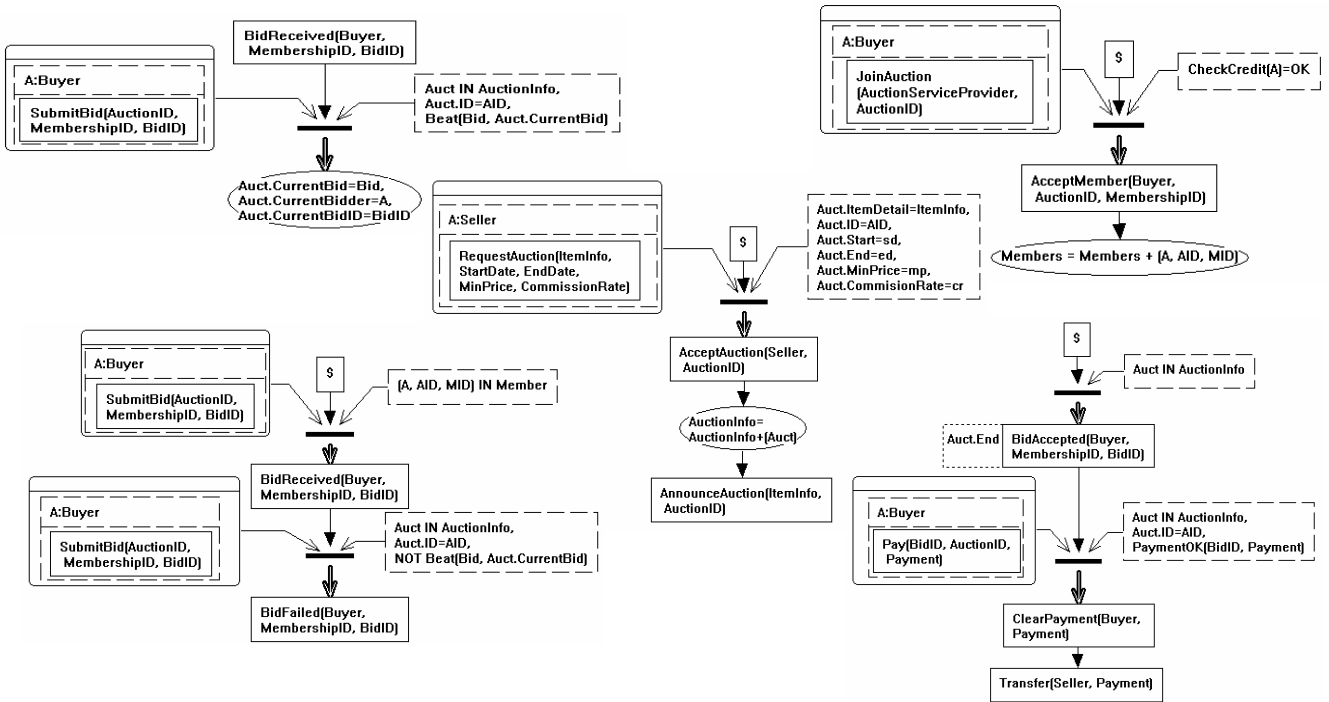 BidReceived(Buyer,
MembershipID, BidID)
A:Buyer
SubmitBid(AuctionID,
MembershipID, BidID)
Auct IN AuctionInfo,
Auct.ID=AID,
Beat(Bid, Auct.CurrentBid)
Auct.CurrentBid=Bid,
Auct.CurrentBidder=A,
Auct.CurrentBidID=BidID
A:Buyer
JoinAuction
(AuctionServiceProvider,
AuctionID)
$
CheckCredit(A)=OK
AcceptMember(Buyer,
AuctionID, MembershipID)
Members = Members + (A, AID, MID)
A:Seller
RequestAuction(ItemInfo,
StartDate, EndDate,
MinPrice, CommissionRate)
$
Auct.ItemDetail=ItemInfo,
Auct.ID=AID,
Auct.Start=sd,
Auct.End=ed,
Auct.MinPrice=mp,
Auct.CommisionRate=cr
AcceptAuction(Seller,
AuctionID)
AuctionInfo=
AuctionInfo+(Auct)
AnnounceAuction(ItemInfo,
AuctionID)
A:Buyer
SubmitBid(AuctionID,
MembershipID, BidID)
$
(A, AID, MID) IN Member
BidReceived(Buyer,
MembershipID, BidID)
A:Buyer
SubmitBid(AuctionID,
MembershipID, BidID)
Auct IN AuctionInfo,
Auct.ID=AID,
NOT Beat(Bid, Auct.CurrentBid)
BidFailed(Buyer,
MembershipID, BidID)
$
Auct IN AuctionInfo
Auct.End
BidAccepted(Buyer,
MembershipID, BidID)
A:Buyer
Pay(BidID, AuctionID,
Payment)
Auct IN AuctionInfo,
Auct.ID=AID,
PaymentOK(BidID, Payment)
ClearPayment(Buyer,
Payment)
Transfer(Seller, Payment)